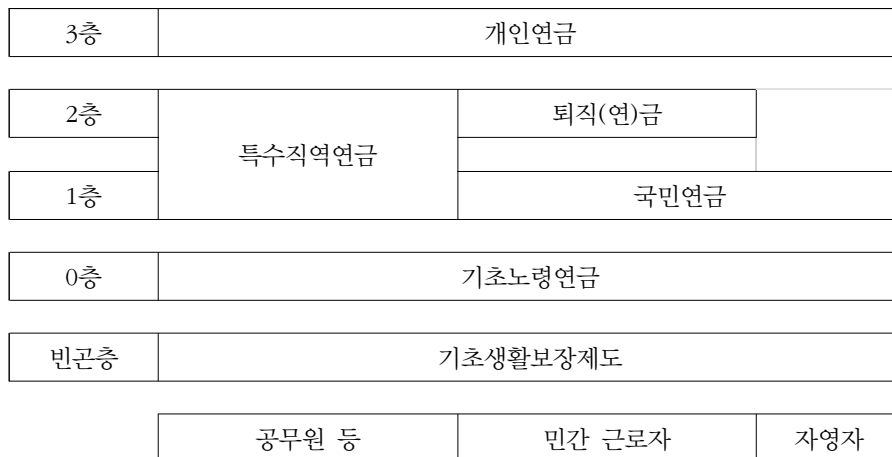 3층 개인연금
2층 퇴직(연)금
특수직역연금
1층 국민연금
0층 기초노령연금
빈곤층 기초생활보장제도
공무원 등 민간 근로자 자영자